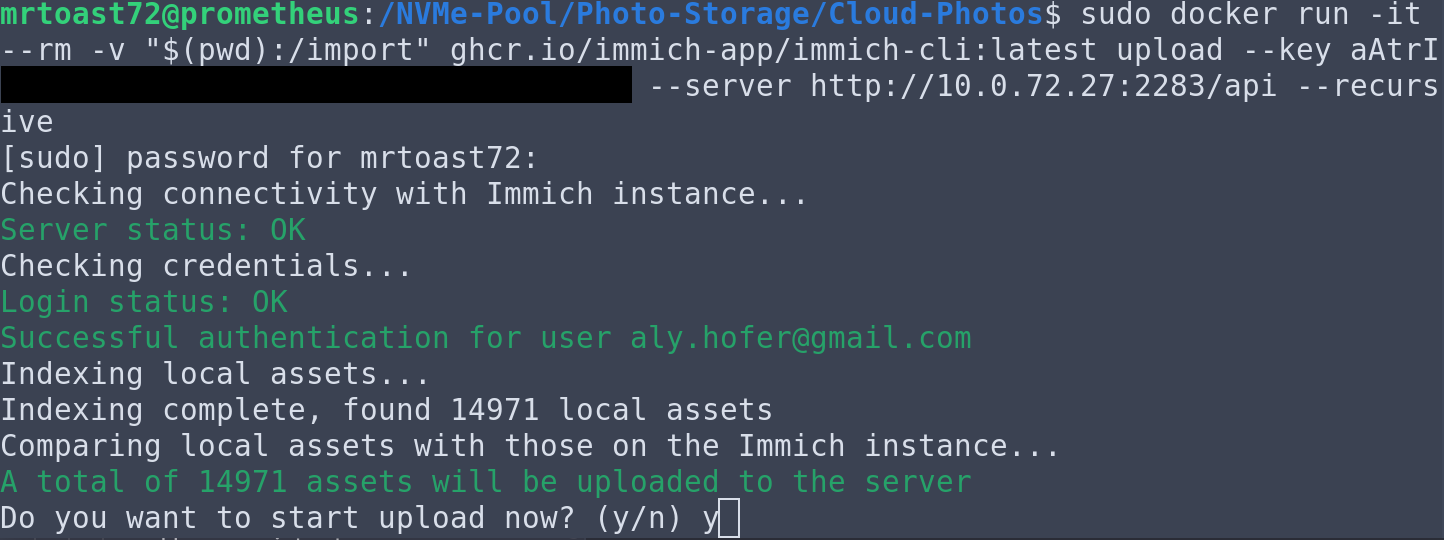 mrtoast72@prometheus:/NVMe-Pool/Photo-Storage/Cloud-Photos$ sudo docker run -it
--rm -v "$(pwd):/import" ghcr.io/immich-app/immich-cli:latest upload --key aAtrI
--server http://10.0.72.27:2283/api --recurs
ive
[sudo] password for mrtoast72:
Checking connectivity with Immich instance...
Server status: OK
Checking credentials...
Login status: OK
Successful authentication for user aly.hofer@gmail.com
Indexing local assets...
Indexing complete, found 14971 local assets
Comparing local assets with those on the Immich instance...
A total of 14971 assets will be uploaded to the server
Do you want to start upload now? (y/n) y